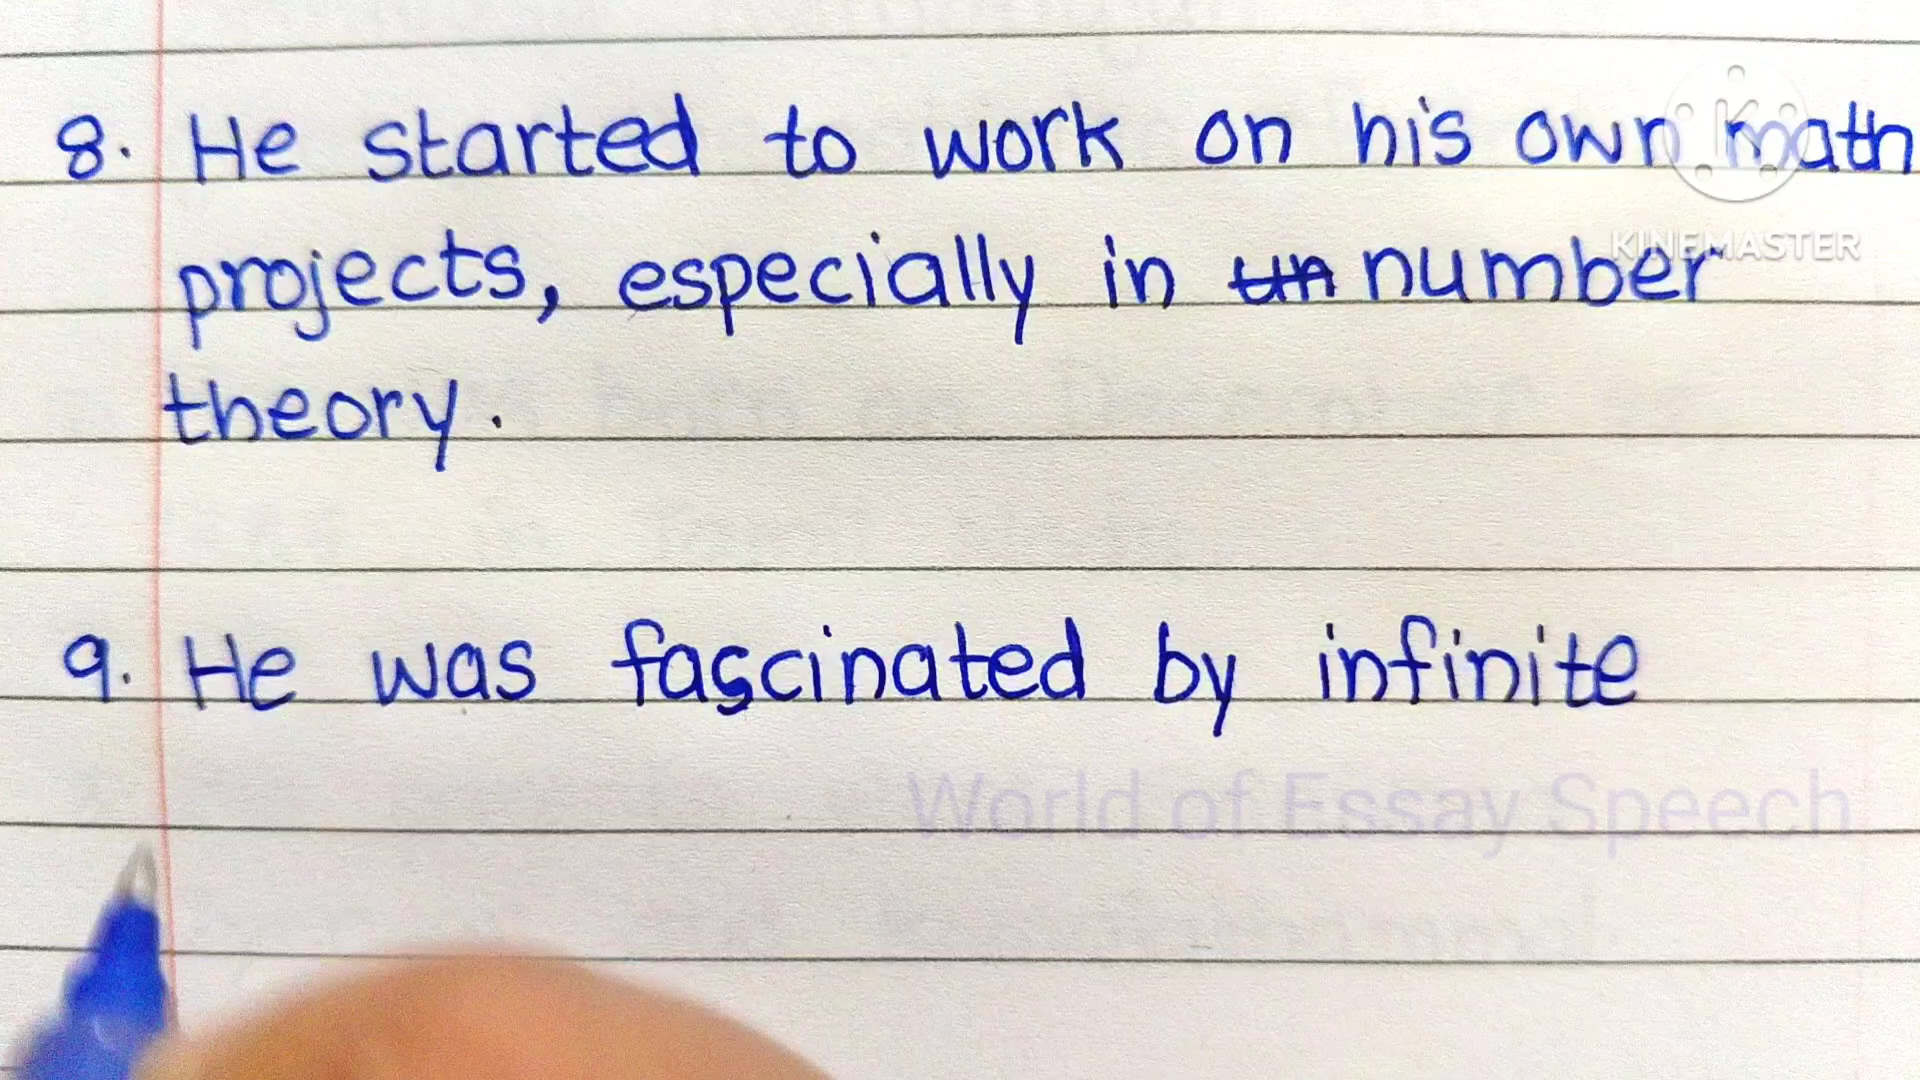 8. He started to work on his own math
KINEMASTER
projects, especially in number
theory.
9. He was fascinated by infinite
World of Essay Speech